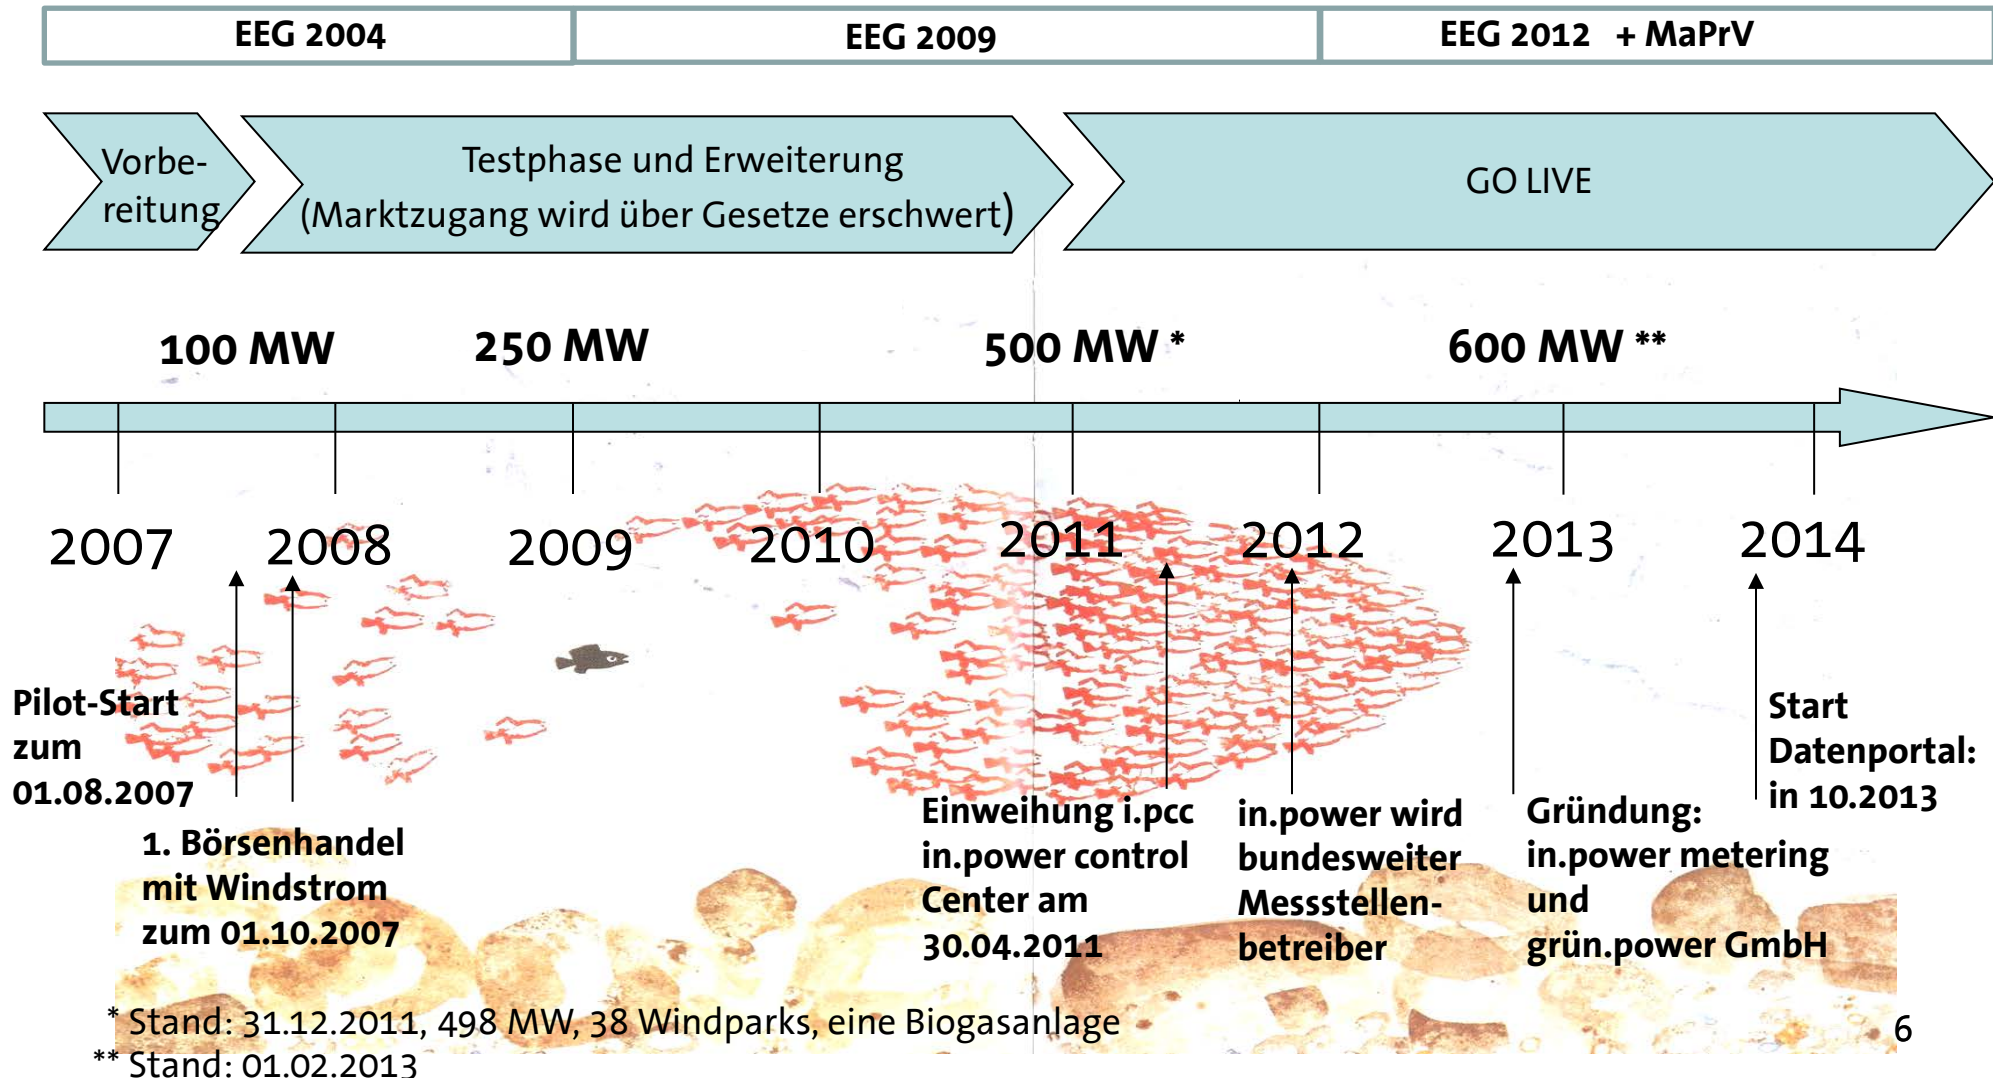 EEG 2004
EEG 2009
EEG 2012 + MaPrV
Vorbe-
reitung
Testphase und Erweiterung
(Marktzugang wird über Gesetze erschwert)
GO LIVE
100 MW
250 MW
500 MW *
600 MW **
2007
2008
2009
2010
2011
2012
2013
2014
Pilot-Start
zum
01.08.2007
1. Börsenhandel
mit Windstrom
zum 01.10.2007
Einweihung i.pcc
in.power control
Center am
30.04.2011
in.power wird
bundesweiter
Messstellen-
betreiber
Gründung:
in.power metering
und
grün.power GmbH
Start
Datenportal:
in 10.2013
* Stand: 31.12.2011, 498 MW, 38 Windparks, eine Biogasanlage
** Stand: 01.02.2013
6